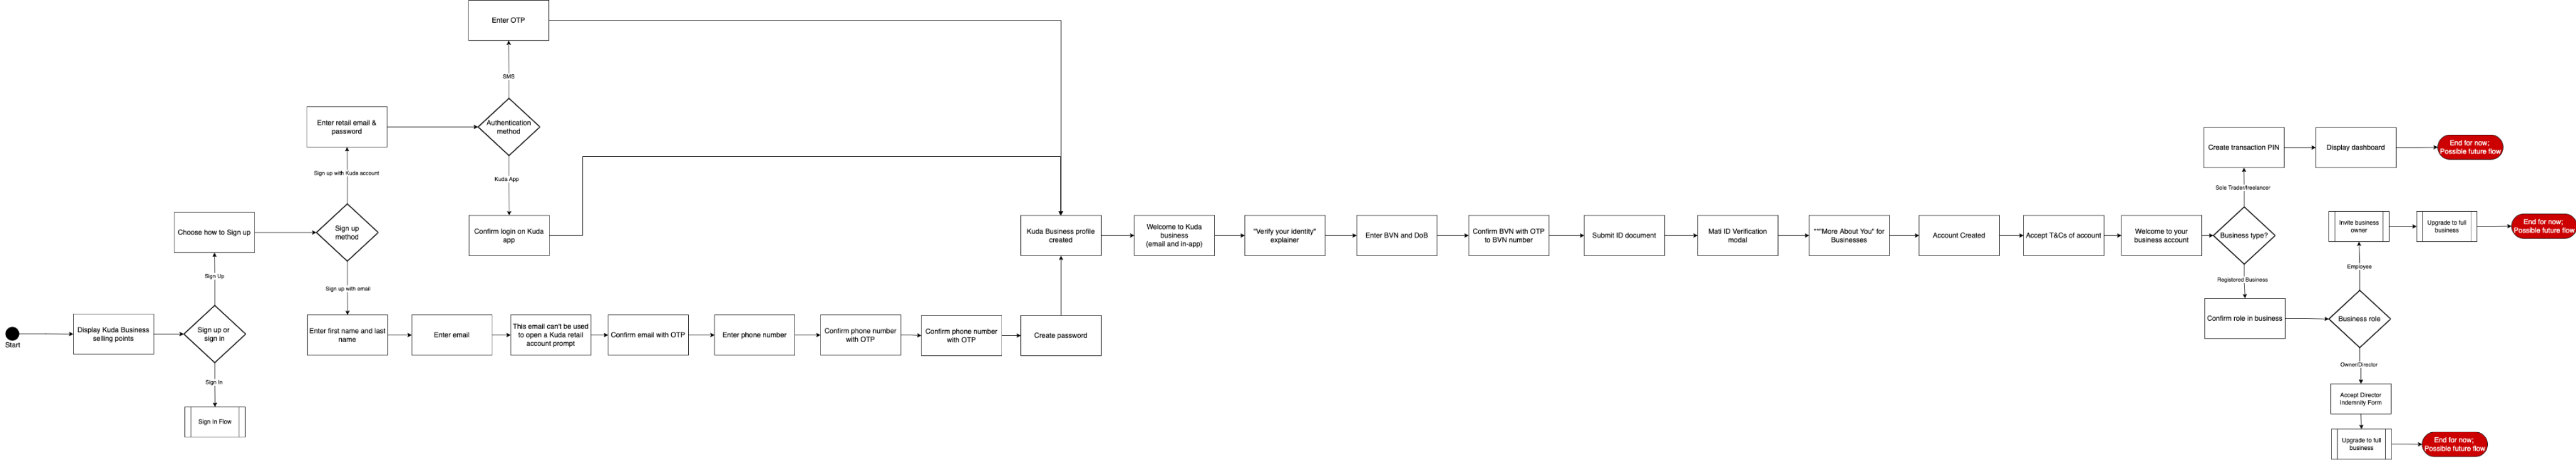 Start
Display Kuda Business
selling points
Sign up or
sign in
Sign Up
Sign In
Sign In Flow
Choose how to Sign up
Sign up
method
Sign up with Kuda account
Sign up with email
Enter retail email &
password
Authentication
method
SMS
Enter OTP
Kuda App
Confirm login on Kuda
app
Enter first name and last
name
Enter email
This email can't be used
to open a Kuda retail
account prompt
Confirm email with OTP
Enter phone number
Confirm phone number
with OTP
Confirm phone number
with OTP
Create password
Kuda Business profile
created
Welcome to Kuda
business
(email and in-app)
"Verify your identity"
explainer
Enter BVN and DoB
Confirm BVN with OTP
to BVN number
Submit ID document
Mati ID Verification
modal
***"More About You" for
Businesses
Account Created
Accept T&Cs of account
Welcome to your
business account
Business type?
Sole Trader/freelancer
Create transaction PIN
Display dashboard
End for now;
Possible future flow
Registered Business
Confirm role in business
Business role
Employee
Invite business
owner
Upgrade to full
business
End for now;
Possible future flow
Owner/Director
Accept Director
Indemnity Form
Upgrade to full
business
End for now;
Possible future flow